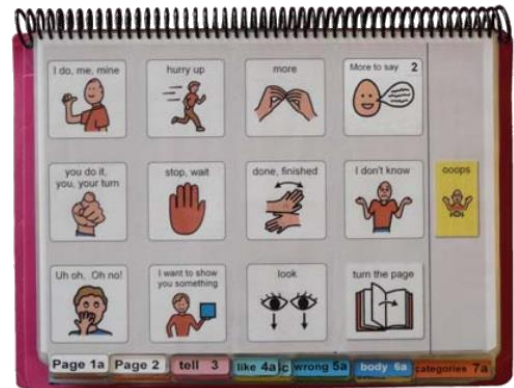 I do, me, mine
hurry up
more
More to say 2
you do it,
you, your turn
stop, wait
done, finished
I don't know
ooops
Uh oh, Oh no!
I want to show
you something
look
turn the page
Page 1a
Page 2
tell 3
like 4a
c
wrong 5a
body 6a
categories 7a